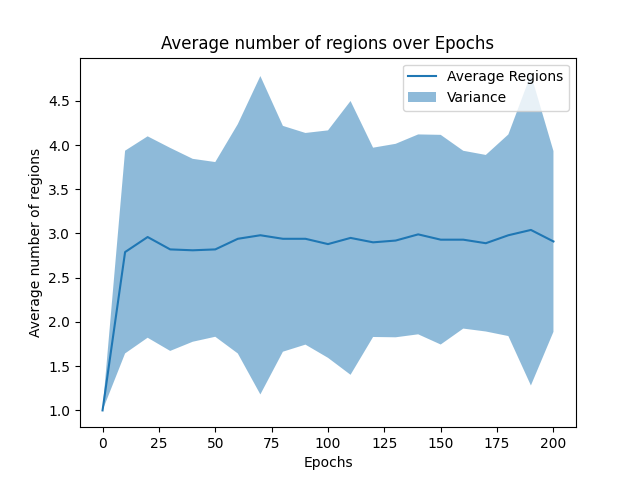 Average number of regions over Epochs
Average Regions
Variance
Average number of regions
4.5
4.0
3.5
3.0
2.5
2.0
1.5
1.0
0 25 50 75 100 125 150 175 200
Epochs